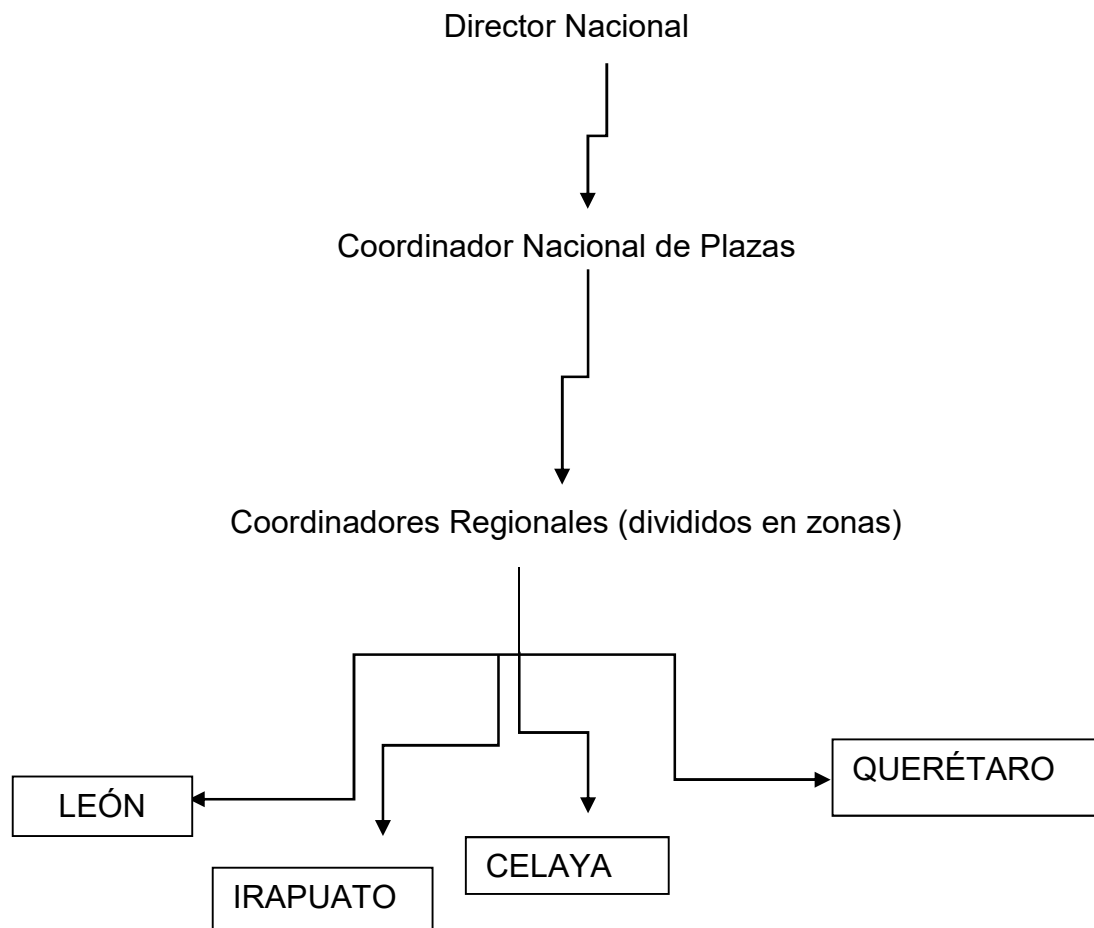 Director Nacional
Coordinador Nacional de Plazas
Coordinadores Regionales (divididos en zonas)
LEÓN
IRAPUATO
CELAYA
QUERÉTARO